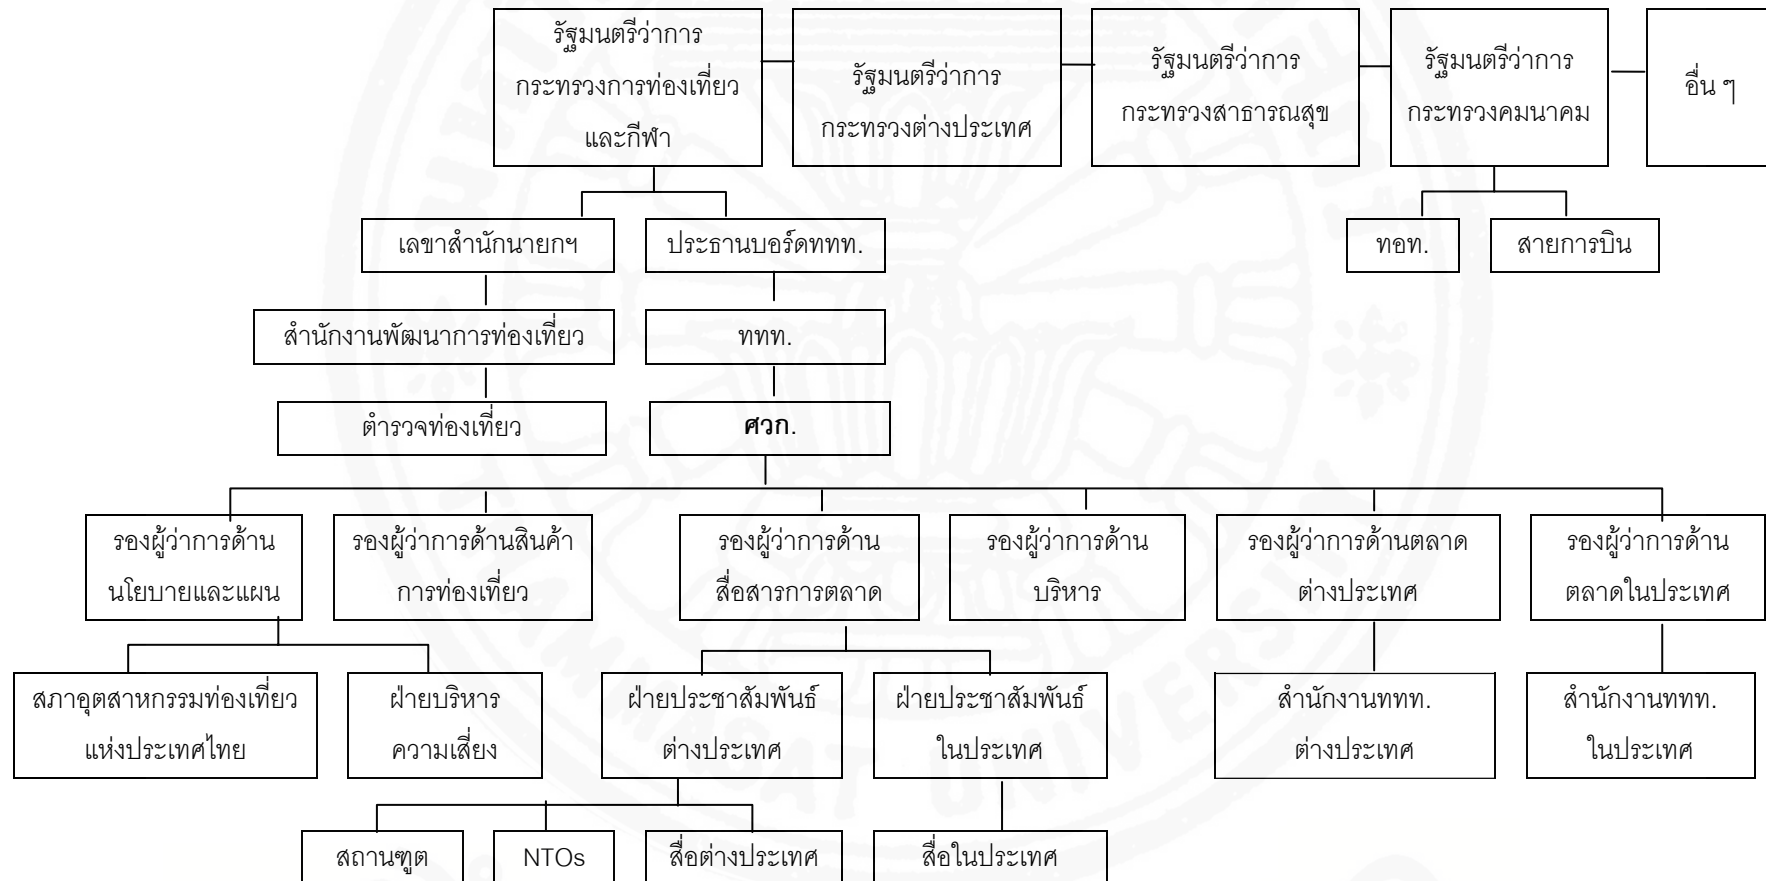 รัฐมนตรีว่าการ
กระทรวงการท่องเที่ยว
และกีฬา
รัฐมนตรีว่าการ
กระทรวงต่างประเทศ
รัฐมนตรีว่าการ
กระทรวงสาธารณสุข
รัฐมนตรีว่าการ
กระทรวงคมนาคม
อื่น ๆ
เลขาสำนักนายกฯ
ประธานบอร์ดททท.
ทอท.
สายการบิน
สำนักงานพัฒนาการท่องเที่ยว
ททท.
ตำรวจท่องเที่ยว
ศวก.
รองผู้ว่าการด้าน
นโยบายและแผน
รองผู้ว่าการด้านสินค้า
การท่องเที่ยว
รองผู้ว่าการด้าน
สื่อสารการตลาด
รองผู้ว่าการด้าน
บริหาร
รองผู้ว่าการด้านตลาด
ต่างประเทศ
รองผู้ว่าการด้าน
ตลาดในประเทศ
สภาอุตสาหกรรมท่องเที่ยว
แห่งประเทศไทย
ฝ่ายบริหาร
ความเสี่ยง
ฝ่ายประชาสัมพันธ์
ต่างประเทศ
ฝ่ายประชาสัมพันธ์
ในประเทศ
สำนักงานททท.
ต่างประเทศ
สำนักงานททท.
ในประเทศ
สถานฑูต
NTOs
สื่อต่างประเทศ
สื่อในประเทศ
THAMMASAT UNIVERSITY